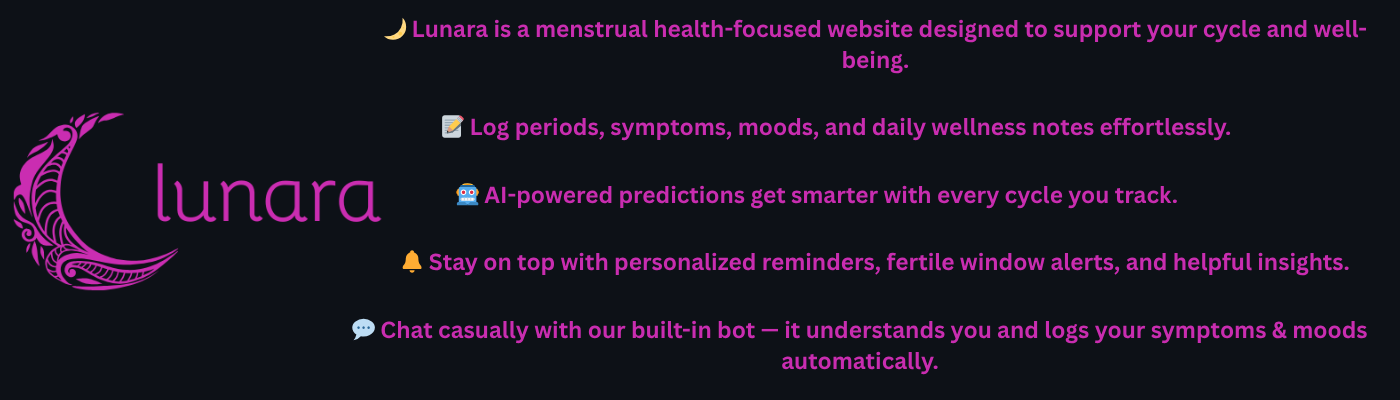 🌙 Lunara is a menstrual health-focused website designed to support your cycle and well-
being.
📝 Log periods, symptoms, moods, and daily wellness notes effortlessly.
lunara
🤖 AI-powered predictions get smarter with every cycle you track.
🔔 Stay on top with personalized reminders, fertile window alerts, and helpful insights.
💬 Chat casually with our built-in bot — it understands you and logs your symptoms & moods
automatically.